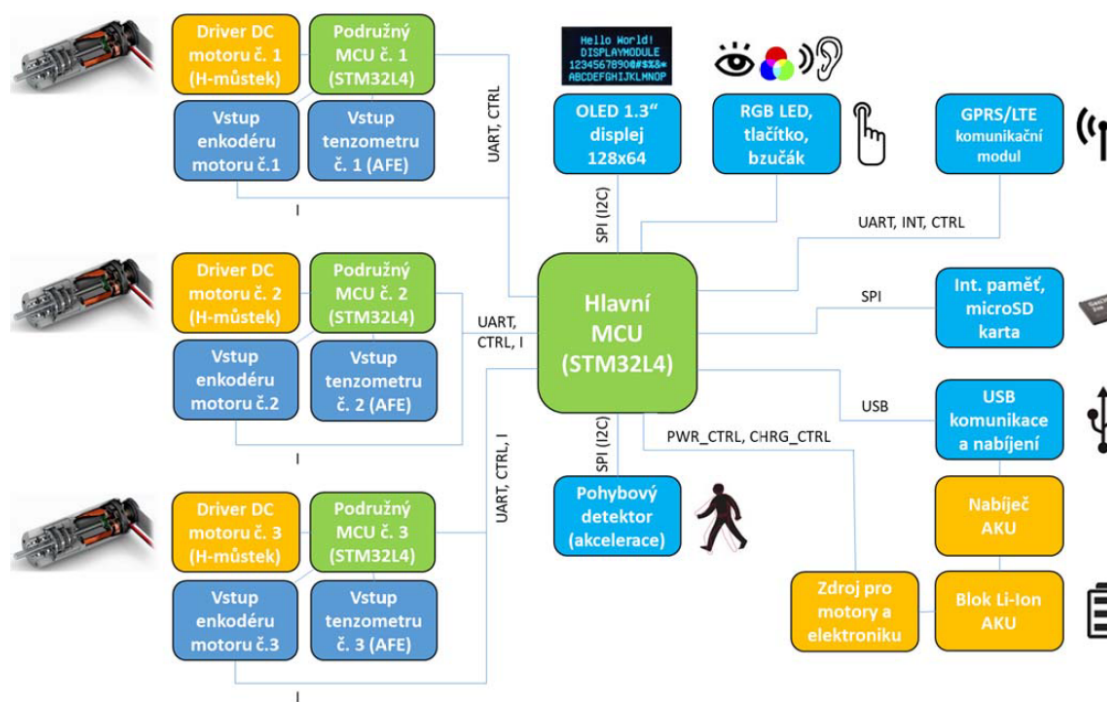 Driver DC
motoru č. 1
(H-můstek)
Podružný
MCU č. 1
(STM32L4)
Vstup
enkodéru
motoru č.1
Vstup
tenzometru
č. 1 (AFE)
UART, CTRL
I
Hello World!
DISPLAYMODULE
1234567890@#$%&*
ABCDEFGHIJKLMNOP
OLED 1.3“
displej
128x64
SPI (I2C)
RGB LED,
tlačítko,
bzučák
GPRS/LTE
komunikační
modul
UART, INT, CTRL
Driver DC
motoru č. 2
(H-můstek)
Podružný
MCU č. 2
(STM32L4)
Vstup
enkodéru
motoru č.2
Vstup
tenzometru
č. 2 (AFE)
UART,
CTRL, I
I
Hlavní
MCU
(STM32L4)
SPI
Int. paměť,
microSD
karta
USB
USB
komunikace
a nabíjení
PWR_CTRL, CHRG_CTRL
SPI (I2C)
Pohybový
detektor
(akcelerace)
Driver DC
motoru č. 3
(H-můstek)
Podružný
MCU č. 3
(STM32L4)
Vstup
enkodéru
motoru č.3
Vstup
tenzometru
č. 3 (AFE)
UART, CTRL, I
I
Nabíječ
AKU
Zdroj pro
motory a
elektroniku
Blok Li-Ion
AKU